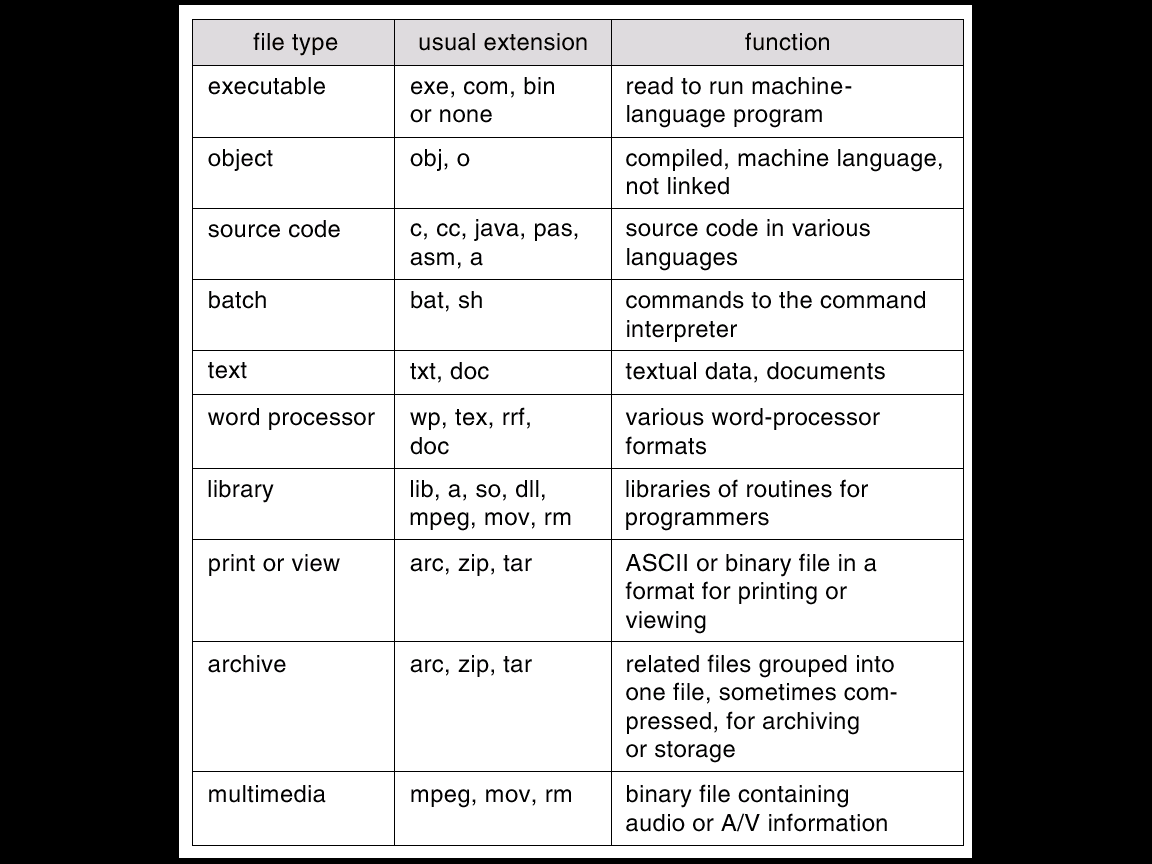 file type usual extension function
executable exe, com, bin read to run machine-
or none language program
object obj, o compiled, machine language,
not linked
source code c, cc, java, pas, source code in various
asm, a languages
batch bat, sh commands to the command
interpreter
text txt, doc textual data, documents
word processor wp, tex, rrf, various word-processor
doc formats
library lib, a, so, dll, libraries of routines for
mpeg, mov, rm programmers
print or view arc, zip, tar ASCII or binary file in a
format for printing or
viewing
archive arc, zip, tar related files grouped into
one file, sometimes com-
pressed, for archiving
or storage
multimedia mpeg, mov, rm binary file containing
audio or A/V information